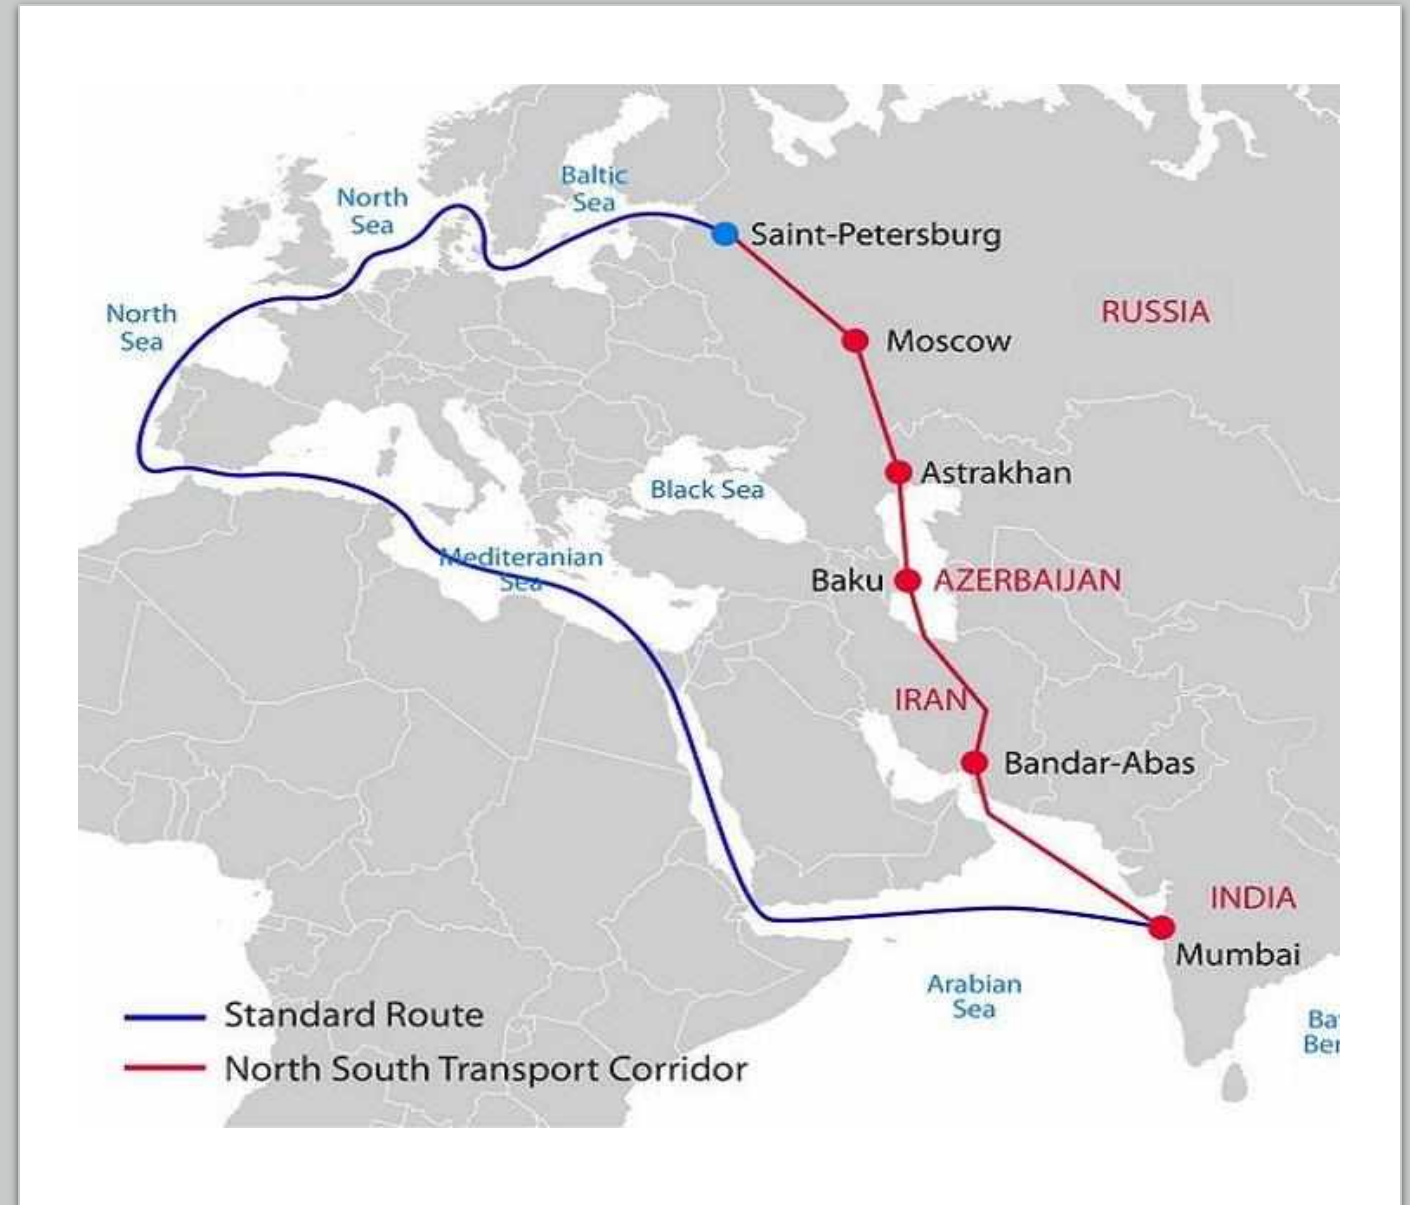 Baltic
Sea
North
Sea
Saint-Petersburg
North
Sea
RUSSIA
Moscow
Astrakhan
Black Sea
Mediteranian
Sea
Baku
AZERBAIJAN
IRAN
Bandar-Abas
INDIA
Mumbai
Arabian
Sea
Standard Route
North South Transport Corridor